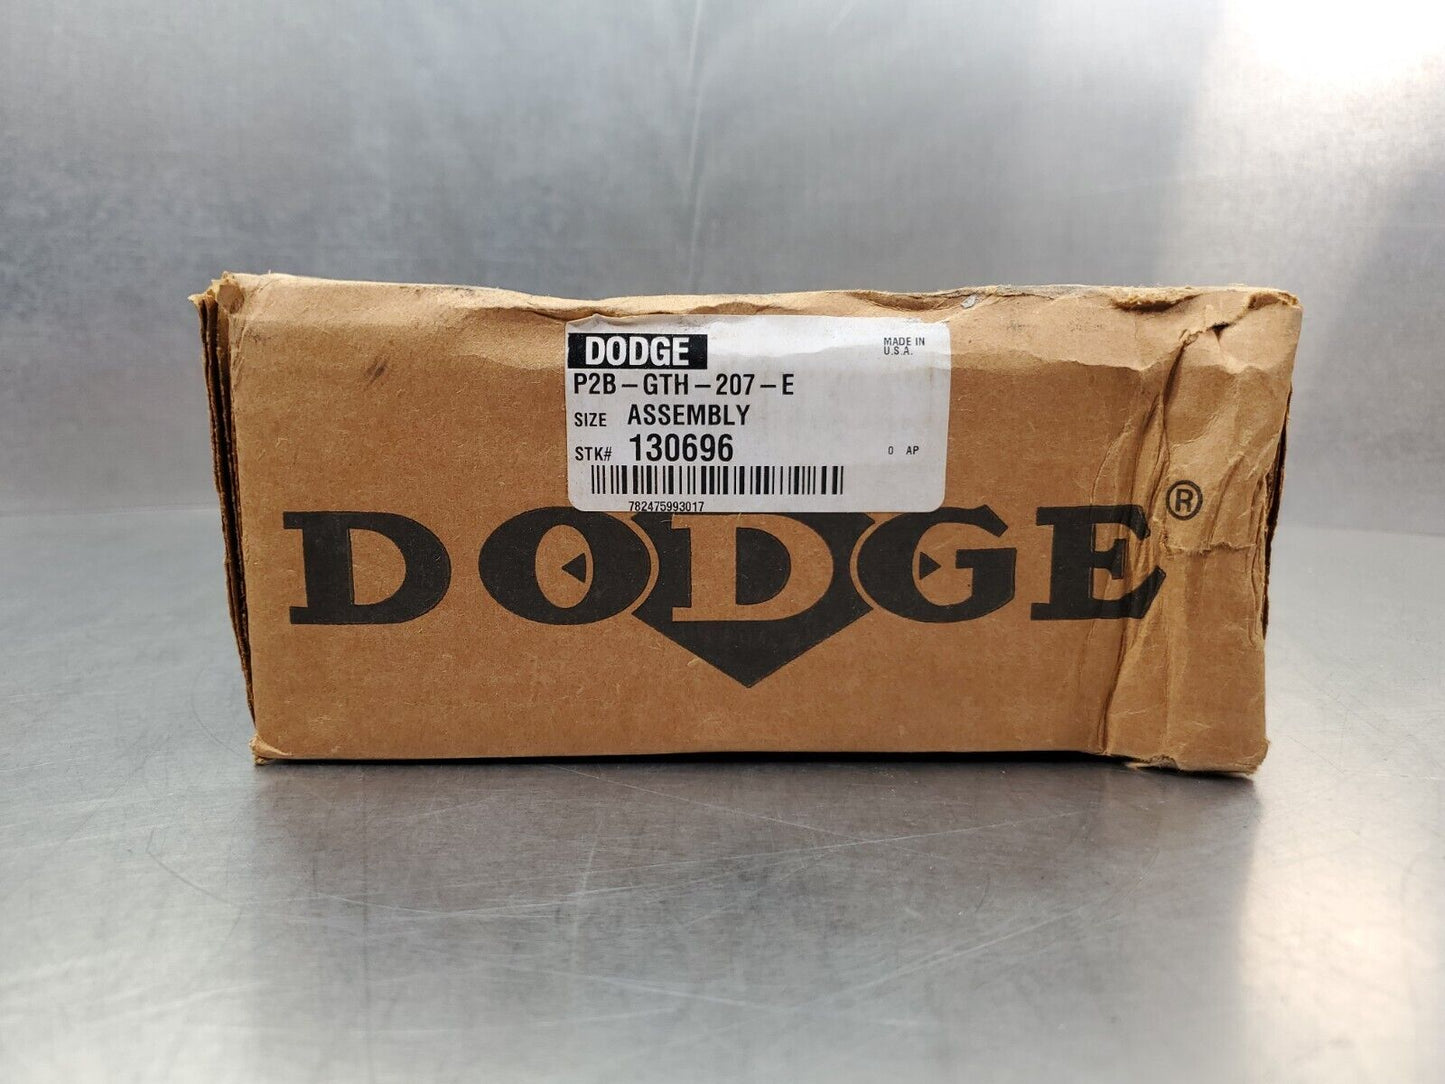 DODGE
MADE IN
U.S.A.
P2B-GTH-207-E
SIZE ASSEMBLY
STK# 130696
0 AP
782475993017
DODGE®